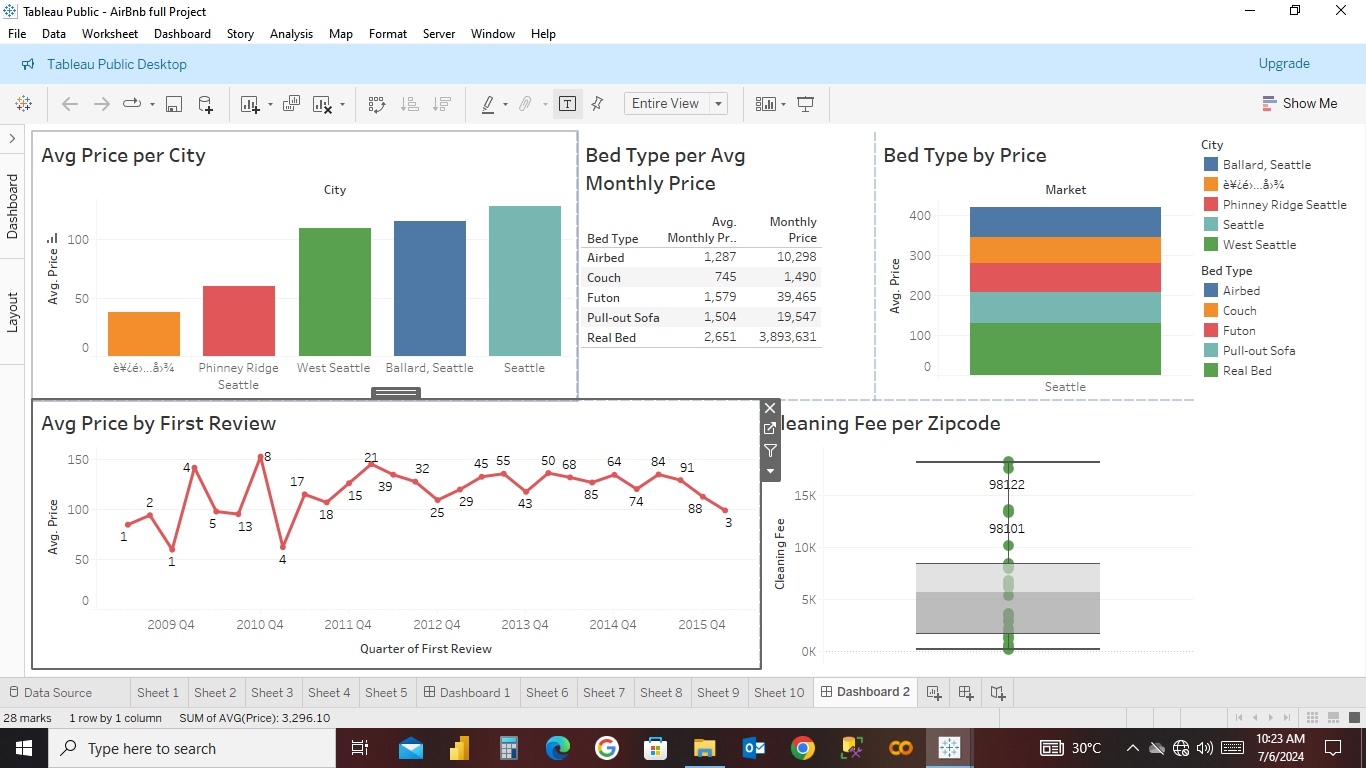 Tableau Public - AirBnb full Project
File Data Worksheet Dashboard Story Analysis Map Format Server Window Help
Tableau Public Desktop
Upgrade
Entire View
Show Me
Dashboard
Layout
Avg Price per City
City
Avg. Price
100
50
0
è¥¿é›…å›¾
Phinney Ridge
Seattle
West Seattle
Ballard, Seattle
Seattle
Bed Type per Avg
Monthly Price
Avg. Monthly
Bed Type Monthly Pr.. Price
Airbed 1,287 10,298
Couch 745 1,490
Futon 1,579 39,465
Pull-out Sofa 1,504 19,547
Real Bed 2,651 3,893,631
Bed Type by Price
Market
Avg. Price
400
300
200
100
0
Seattle
City
Ballard, Seattle
è¥¿é›…å›¾
Phinney Ridge Seattle
Seattle
West Seattle
Bed Type
Airbed
Couch
Futon
Pull-out Sofa
Real Bed
Avg Price by First Review
Avg. Price
150
100
50
0
1 2 1 4 5 13 8 4 17 18 15 21 39 32 25 29 45 55 43 50 68 85 64 74 84 91 88 3
2009 Q4 2010 Q4 2011 Q4 2012 Q4 2013 Q4 2014 Q4 2015 Q4
Quarter of First Review
leaning Fee per Zipcode
Cleaning Fee
15K
10K
5K
0K
98122
98101
Data Source Sheet 1 Sheet 2 Sheet 3 Sheet 4 Sheet 5 Dashboard 1 Sheet 6 Sheet 7 Sheet 8 Sheet 9 Sheet 10 Dashboard 2
28 marks 1 row by 1 column SUM of AVG(Price): 3,296.10
Type here to search
30°C
10:23 AM
7/6/2024